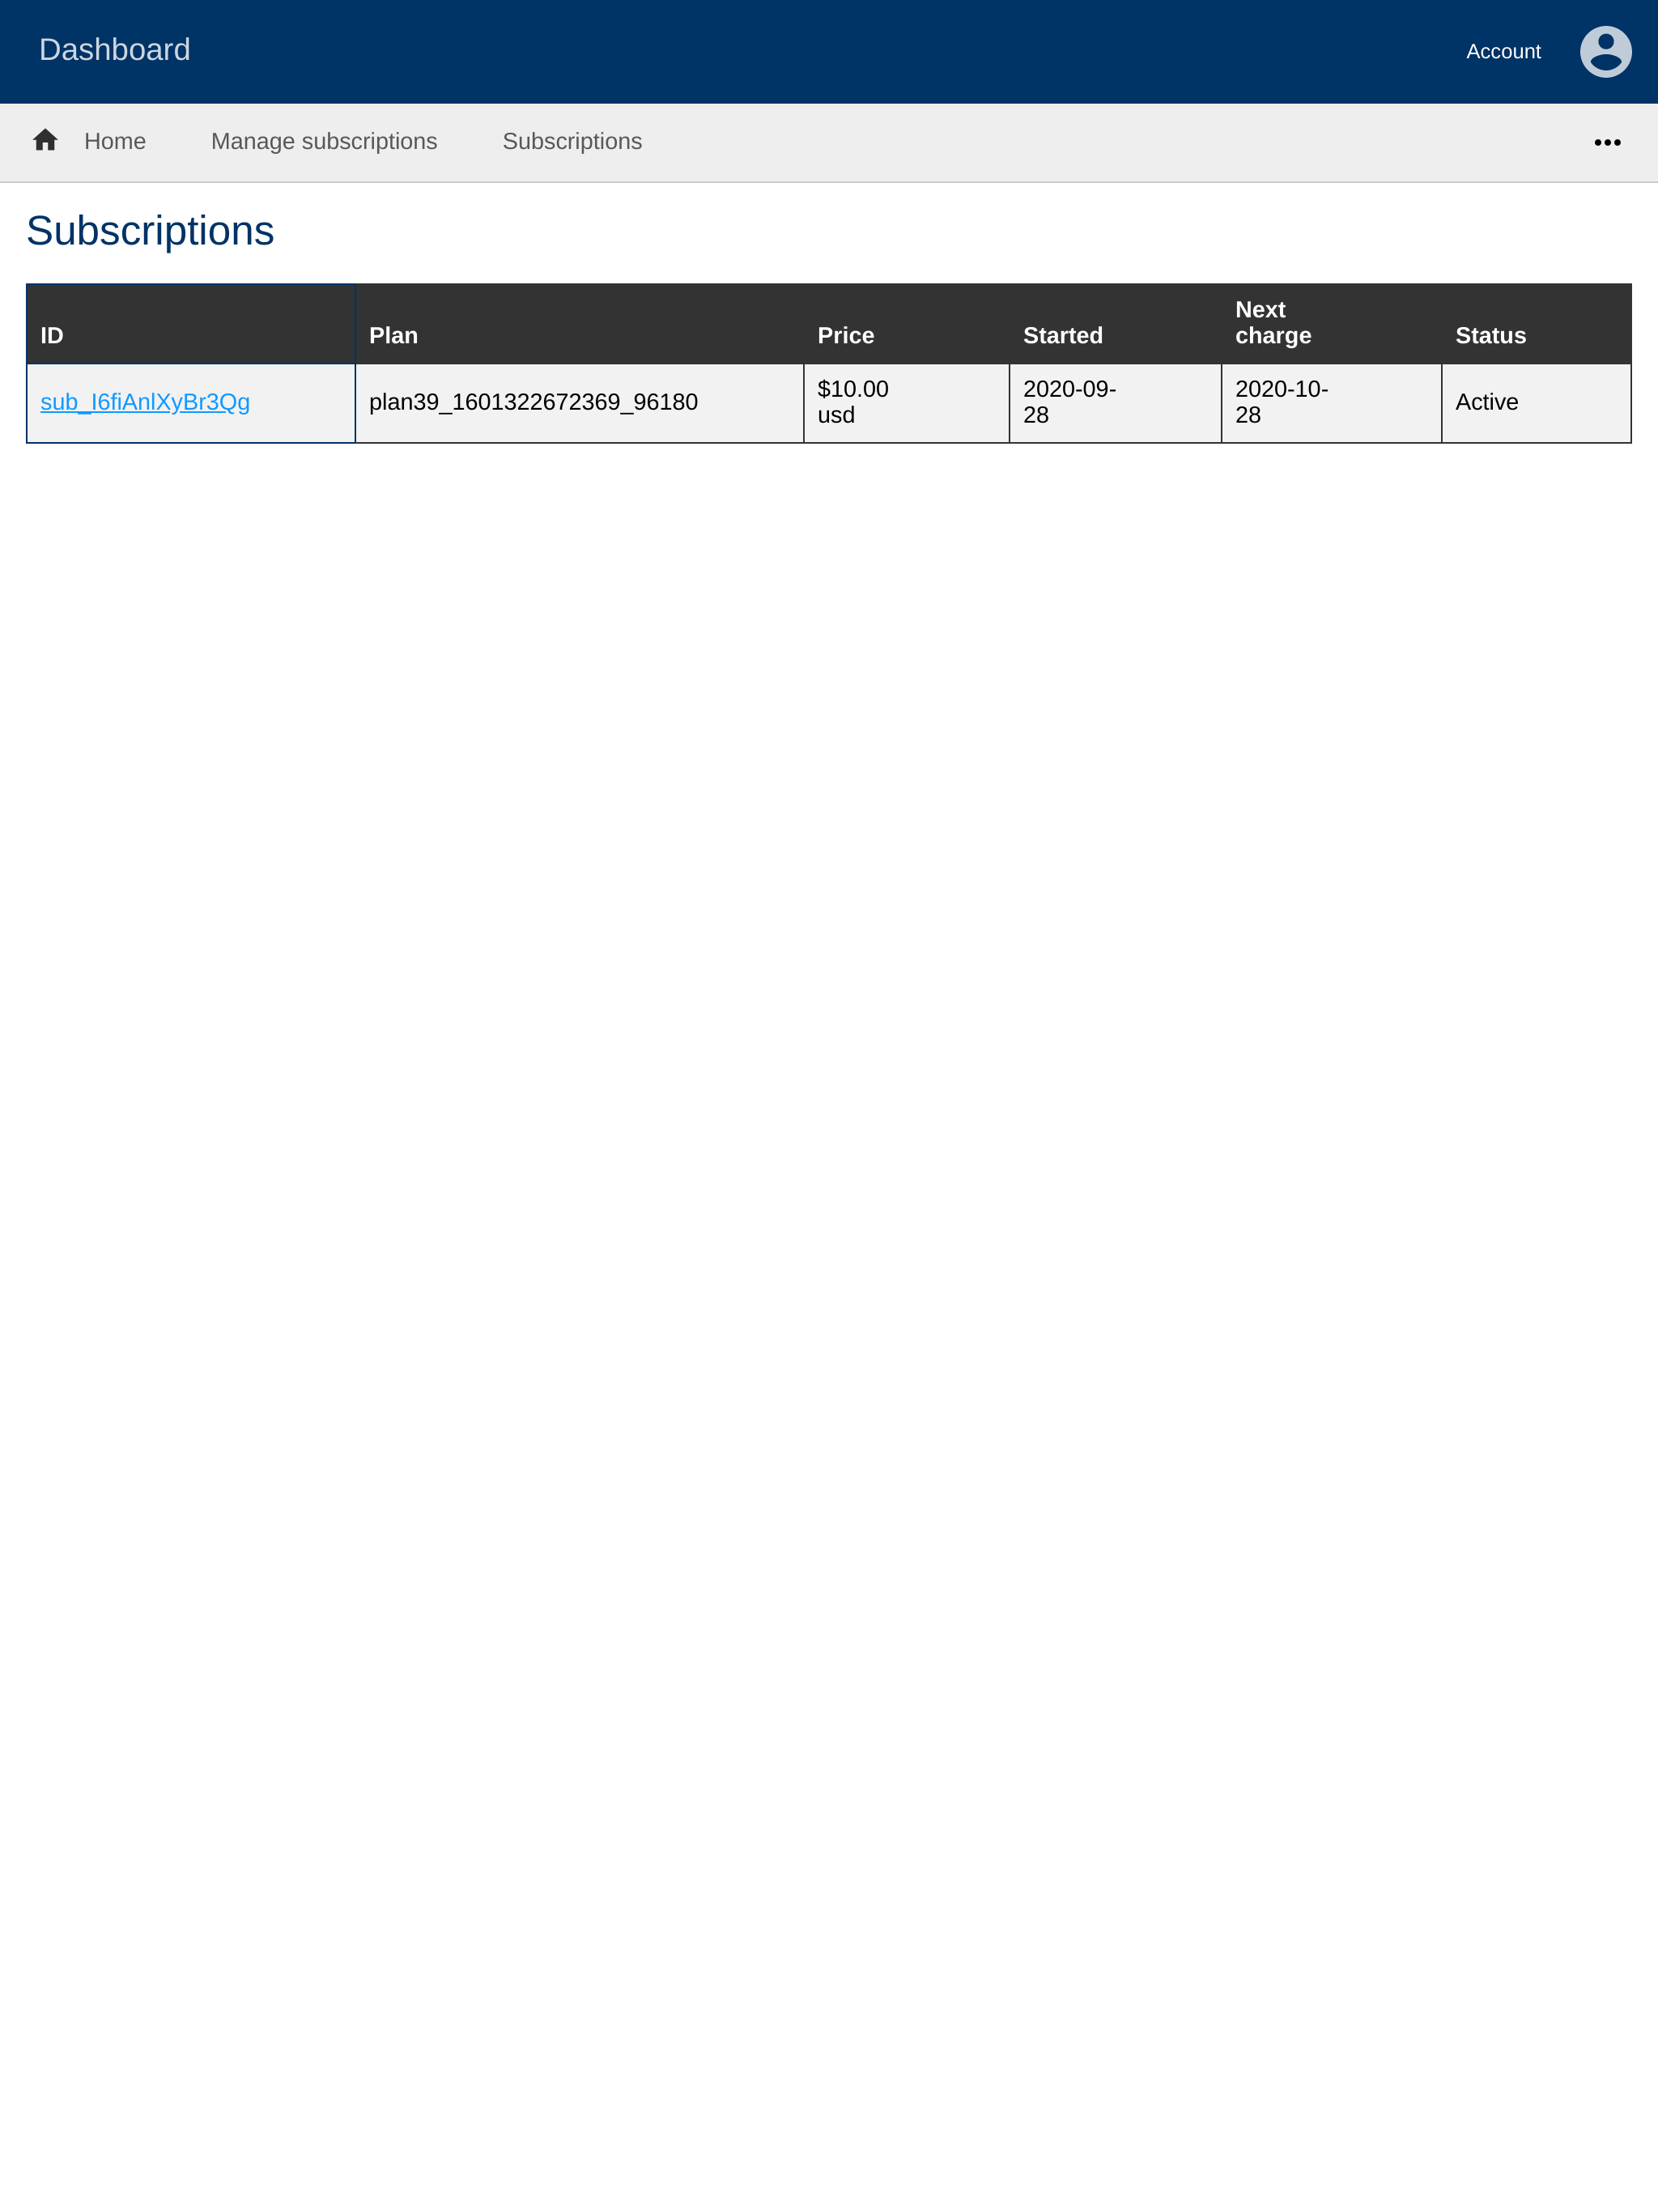 Dashboard
Account
Home Manage subscriptions Subscriptions
Subscriptions
ID Plan Price Started Next charge Status
sub_I6fiAnlXyBr3Qg plan39_1601322672369_96180 $10.00 usd 2020-09-28 2020-10-28 Active